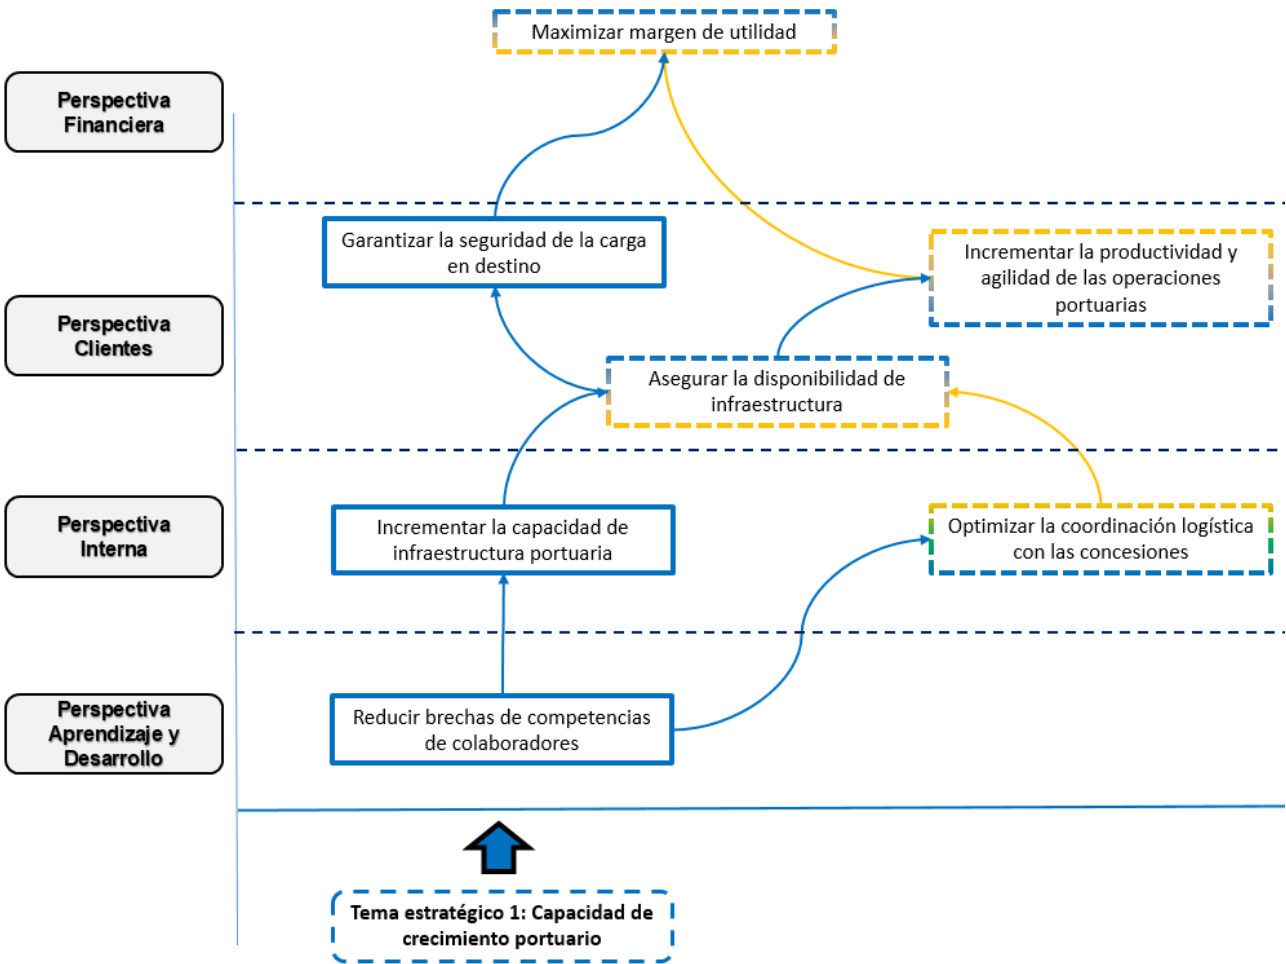 Maximizar margen de utilidad
Perspectiva
Financiera
Garantizar la seguridad de la carga
en destino
Incrementar la productividad y
agilidad de las operaciones
portuarias
Perspectiva
Clientes
Asegurar la disponibilidad de
infraestructura
Perspectiva
Interna
Incrementar la capacidad de
infraestructura portuaria
Optimizar la coordinación logística
con las concesiones
Perspectiva
Aprendizaje y
Desarrollo
Reducir brechas de competencias
de colaboradores
Tema estratégico 1: Capacidad de
crecimiento portuario